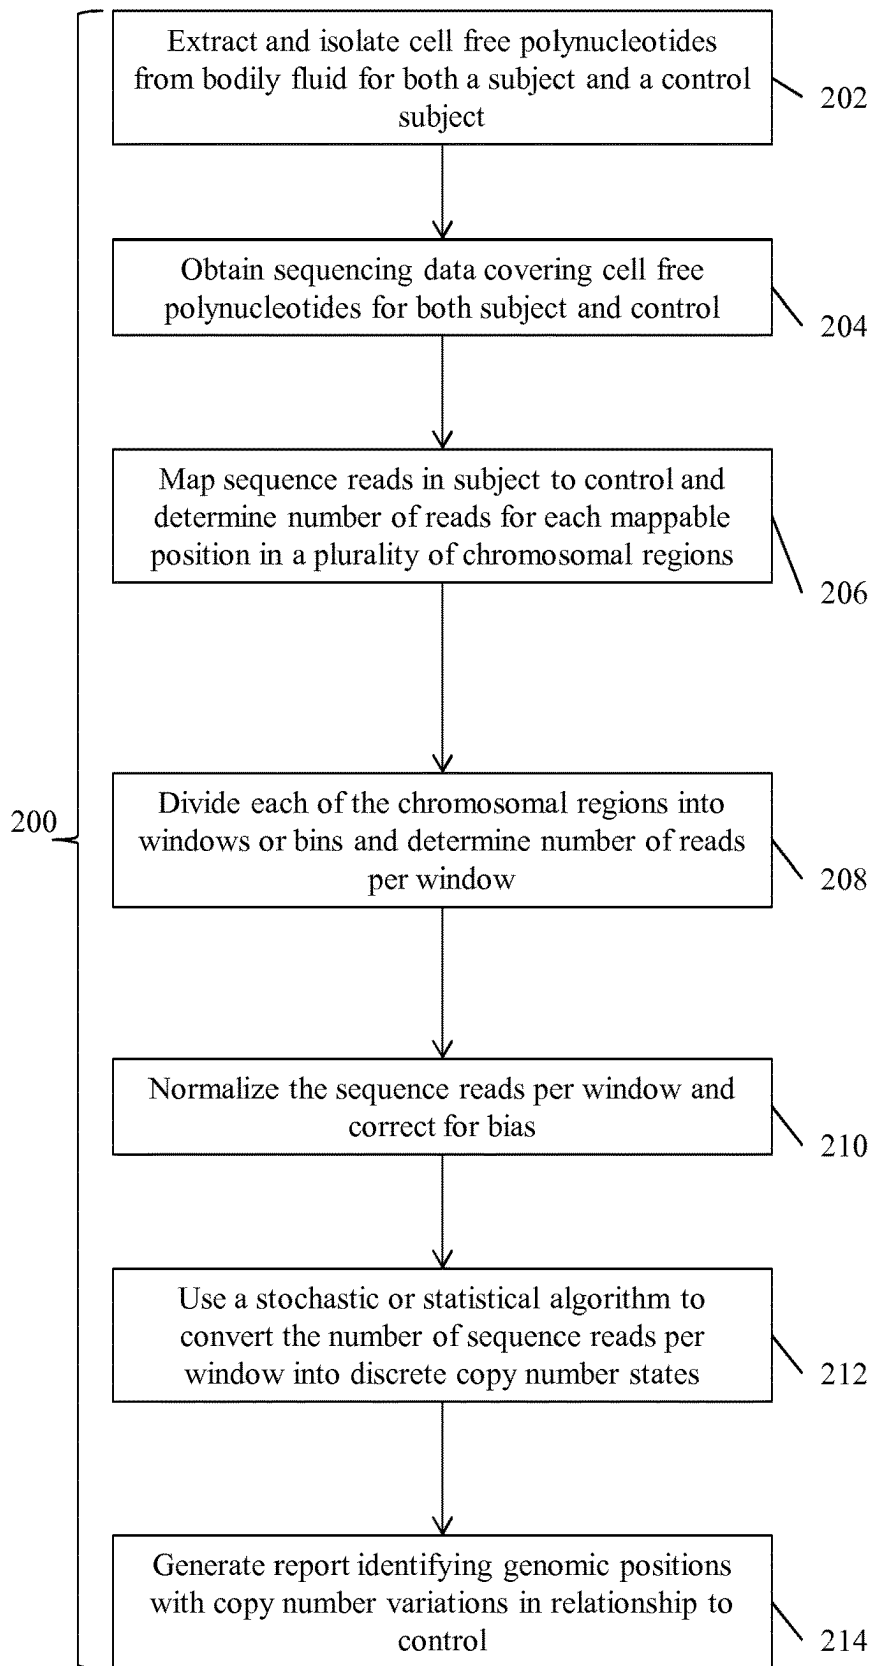 Extract and isolate cell free polynucleotides
from bodily fluid for both a subject and a control
subject
202
Obtain sequencing data covering cell free
polynucleotides for both subject and control
204
Map sequence reads in subject to control and
determine number of reads for each mappable
position in a plurality of chromosomal regions
206
200
Divide each of the chromosomal regions into
windows or bins and determine number of reads
per window
208
Normalize the sequence reads per window and
correct for bias
210
Use a stochastic or statistical algorithm to
convert the number of sequence reads per
window into discrete copy number states
212
Generate report identifying genomic positions
with copy number variations in relationship to
control
214